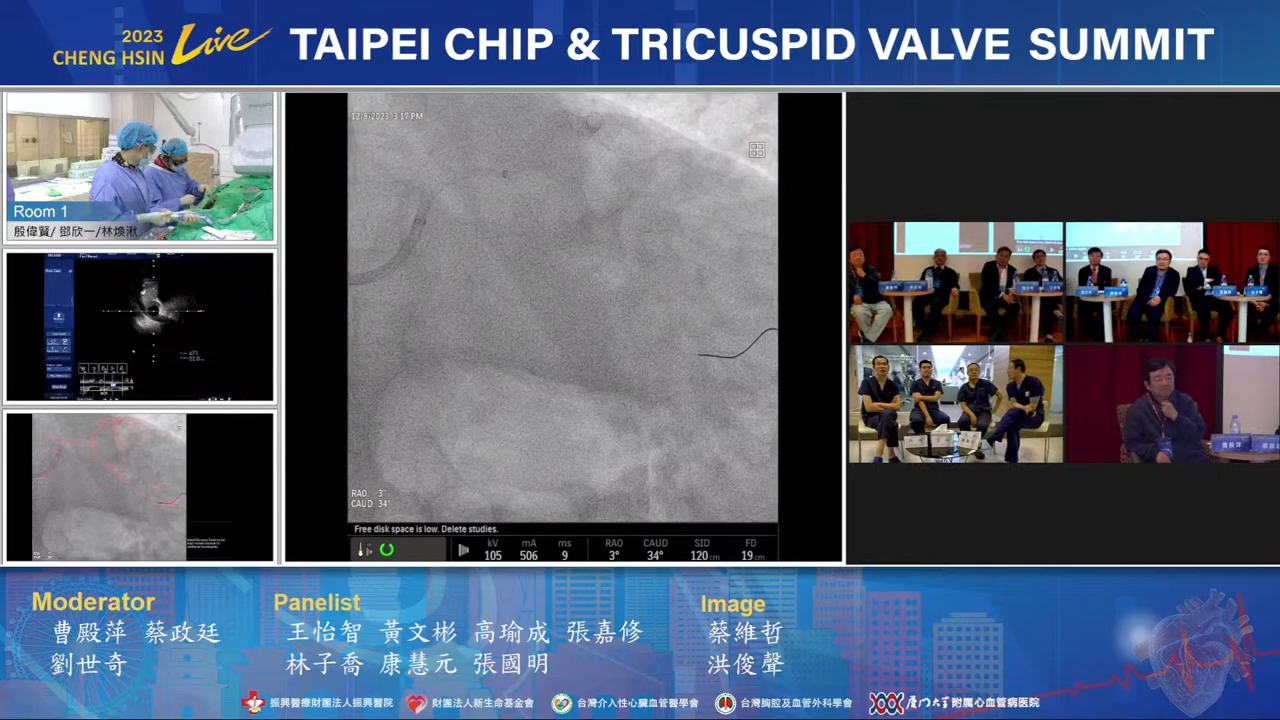 2023
CHENG HSIN
Live
TAIPEI CHIP & TRICUSPID VALVE SUMMIT
Room 1
殷偉賢/ 鄧欣一/林煥湫
12/8/2023 3:17 PM
RAO 3°
CAUD 34°
Free disk space is low. Delete studies.
kV mA ms RAO CAUD SID FD
105 506 9 3° 34° 120 cm 19 cm
Moderator
曹殿萍 蔡政廷
劉世奇
Panelist
王怡智 黃文彬 高瑜成 張嘉修
林子喬 康慧元 張國明
Image
蔡維哲
洪俊聲
振興醫療財團法人振興醫院
財團法人新生命基金會
台灣介入性心臟血管醫學會
台灣胸腔及血管外科學會
厦门大学附属心血管病医院